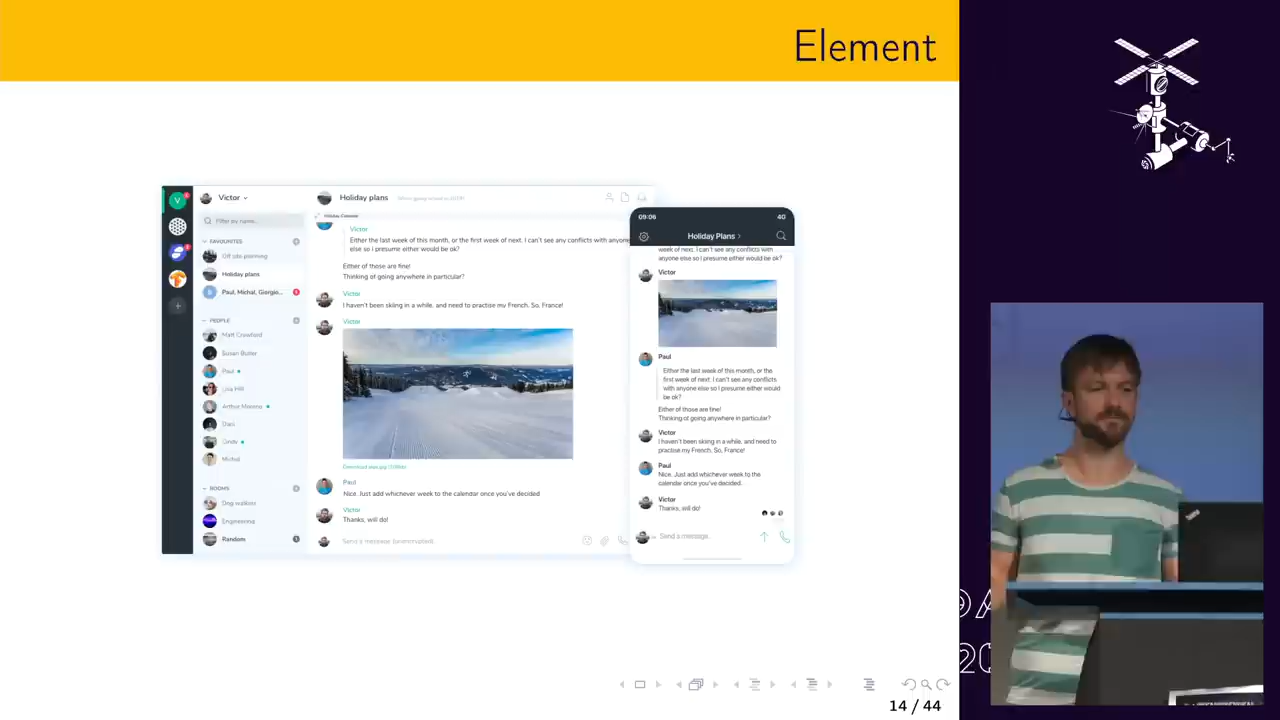 Element
Victor
Holiday plans
Filter by name...
Victor
FAVOURITES
Either the last week of this month, or the first week of next. I can't see any conflicts with anyone
else so I presume either would be ok?
Off site planning
Holiday plans
Either of those are fine!
Thinking of going anywhere in particular?
Paul, Michal, Giorgio...
Victor
I haven't been skiing in a while, and need to practise my French. So, France!
PEOPLE
Victor
Matt Crawford
Susan Butler
Paul
Lisa Hill
Arthur Moreno
Dani
Cindy
Michal
Paul
ROOMS
Nice. Just add whichever week to the calendar once you've decided
Dog walkers
Victor
Engineering
Thanks, will do!
Random
1
Send a message (unencrypted)...
09:06
4G
Holiday Plans
week of next. I can't see any conflicts with
anyone else so I presume either would be ok?
Victor
Paul
Either the last week of this month, or the
first week of next. I can't see any conflicts
with anyone else so I presume either would
be ok?
Either of those are fine!
Thinking of going anywhere in particular?
Victor
I haven't been skiing in a while, and need to
practise my French. So, France!
Paul
Nice. Just add whichever week to the
calendar once you've decided.
Victor
Thanks, will do!
Send a message...
14 / 44